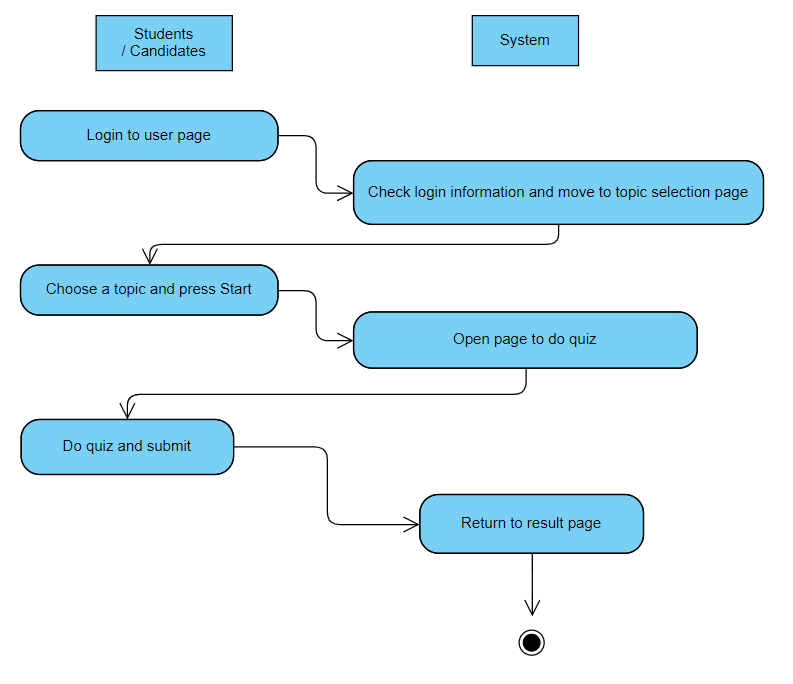 Students
/ Candidates
System
Login to user page
Check login information and move to topic selection page
Choose a topic and press Start
Open page to do quiz
Do quiz and submit
Return to result page